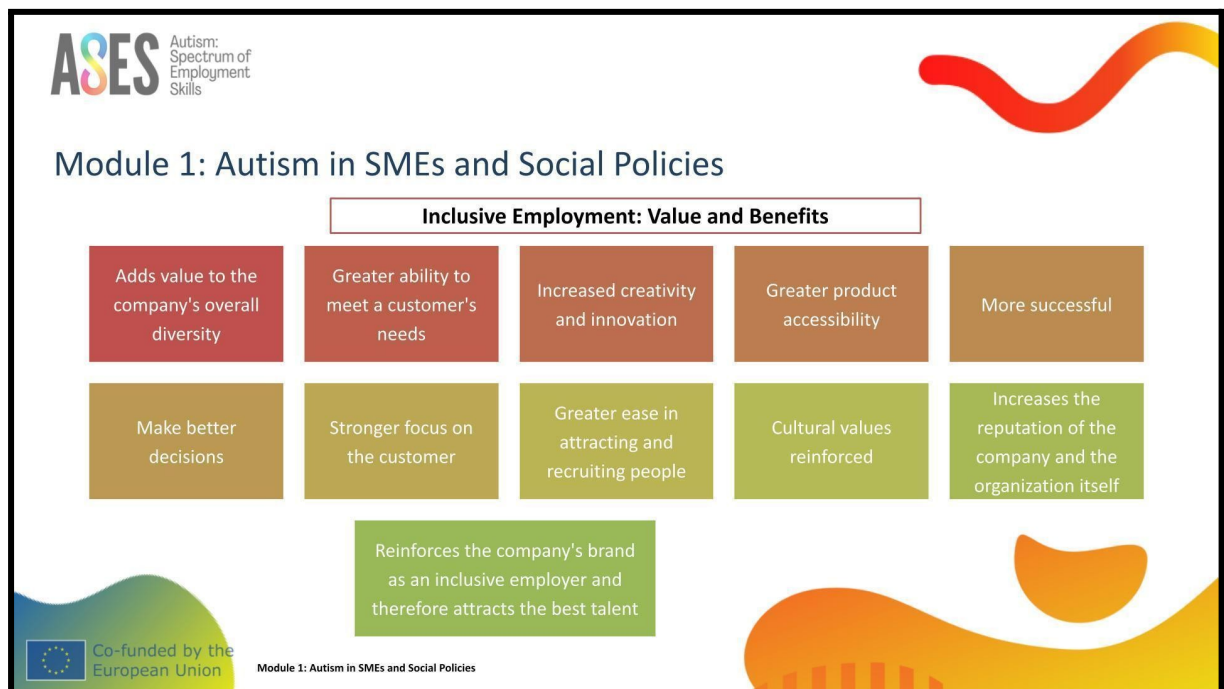 ASES
Autism:
Spectrum of
Employment
Skills
Module 1: Autism in SMEs and Social Policies
Inclusive Employment: Value and Benefits
Adds value to the
company's overall
diversity
Greater ability to
meet a customer's
needs
Increased creativity
and innovation
Greater product
accessibility
More successful
Make better
decisions
Stronger focus on
the customer
Greater ease in
attracting and
recruiting people
Cultural values
reinforced
Increases the
reputation of the
company and the
organization itself
Reinforces the company's brand
as an inclusive employer and
therefore attracts the best talent
Co-funded by the
European Union
Module 1: Autism in SMEs and Social Policies